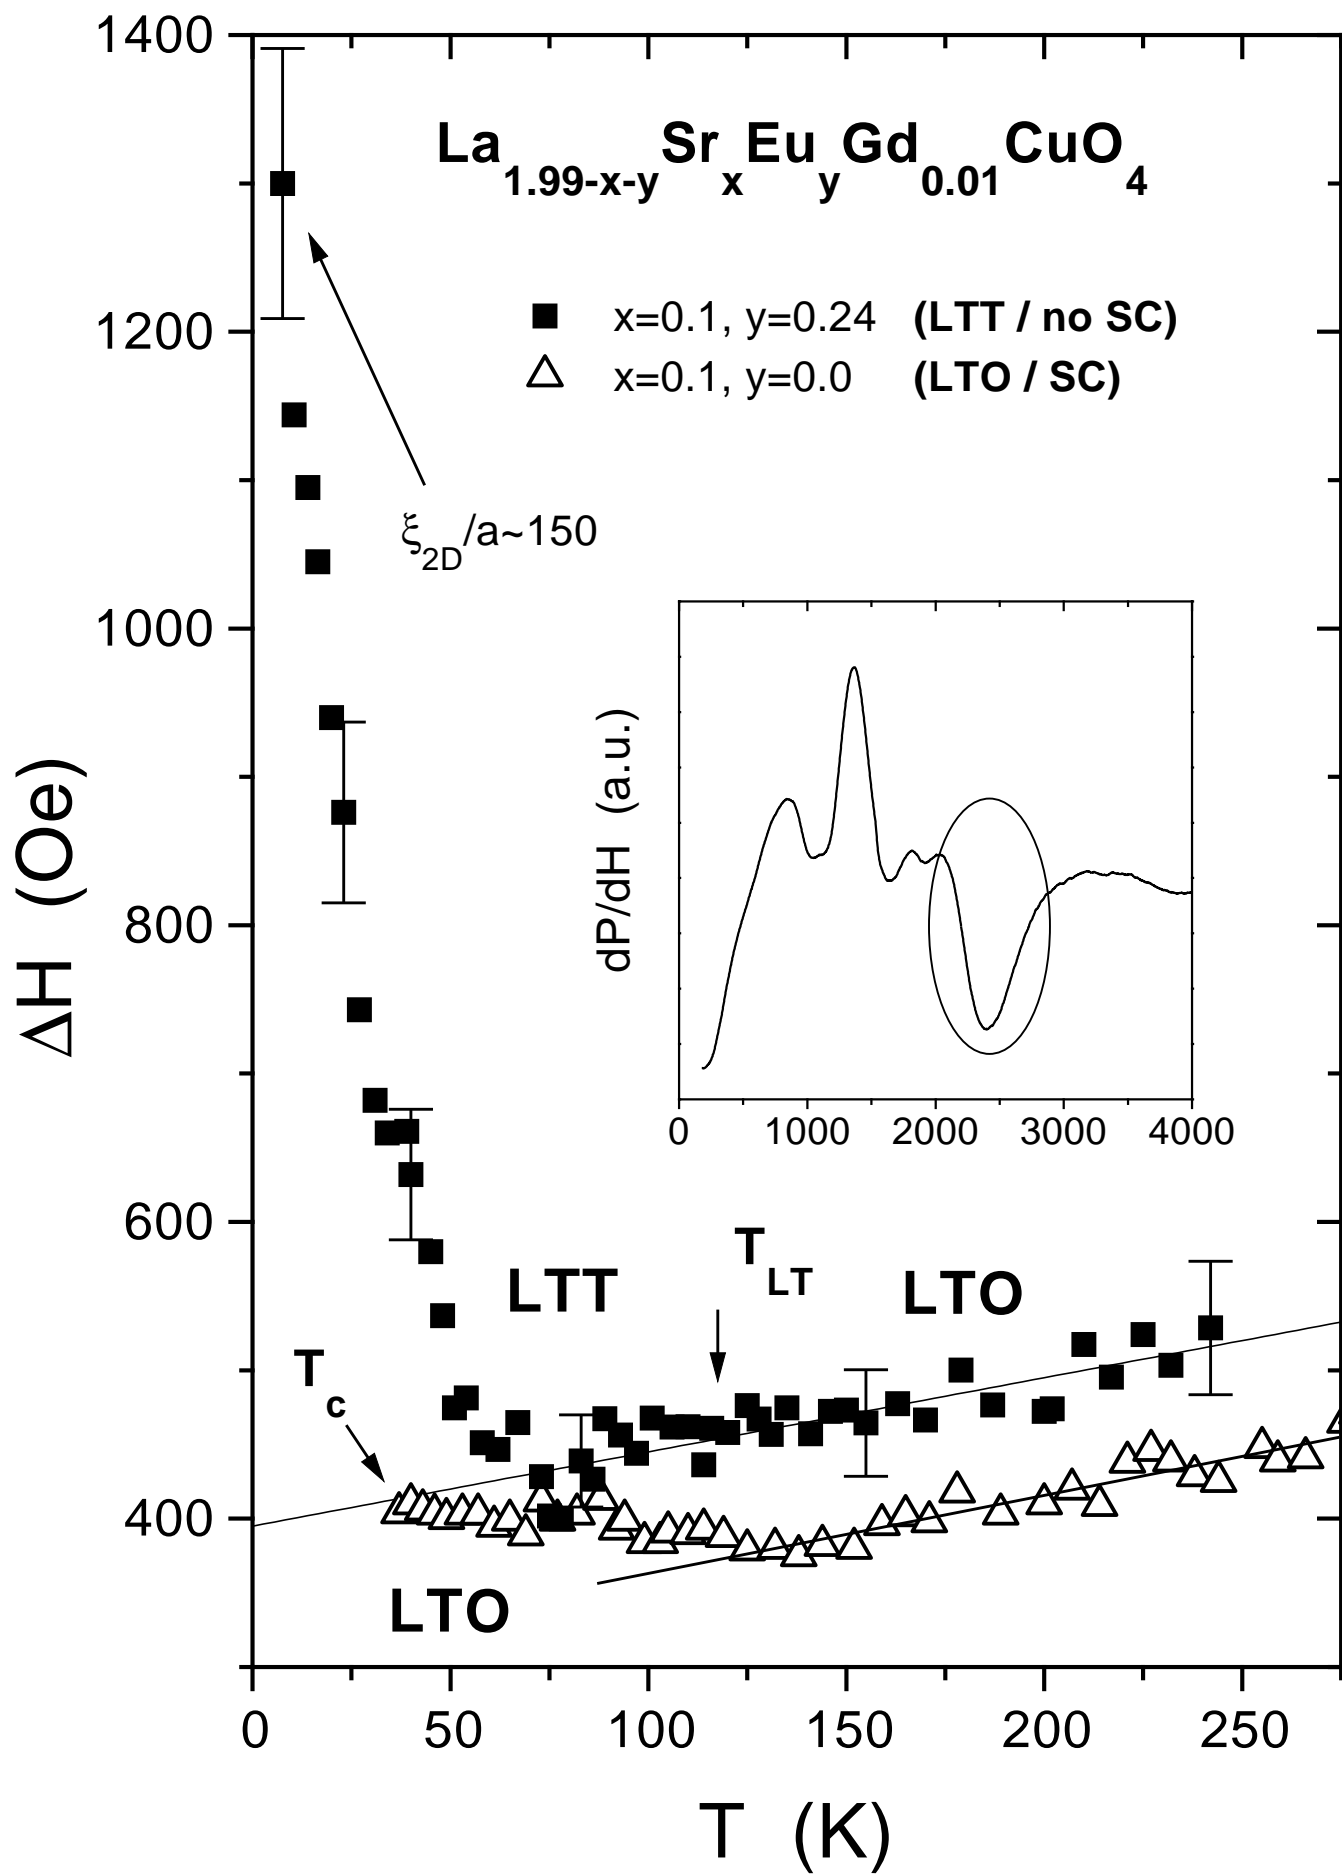 1400
La1.99-x-ySrxEuyGd0.01CuO4
x=0.1, y=0.24 (LTT / no SC)
1200
x=0.1, y=0.0 (LTO / SC)
ξ2D/a~150
1000
dP/dH (a.u.)
ΔH (Oe)
800
0 1000 2000 3000 4000
600
TLT
LTT
LTO
Tc
400
LTO
0 50 100 150 200 250
T (K)